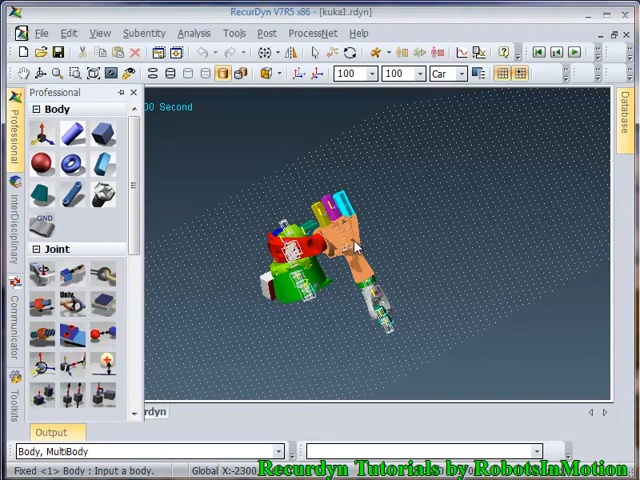 RecurDyn V7R5 x86 - [kuka1.rdyn]
File Edit View Subentity Analysis Tools Post ProcessNet Help
100 100 Car
Professional
00 Second
Body
GND
Joint
Professional
InterDisciplinary
Communicator
Toolkits
Database
rdyn
Output
Body, MultiBody
Fixed <1> Body : Input a body.
Global X:-2300
Recurdyn Tutorials by RobotsInMotion